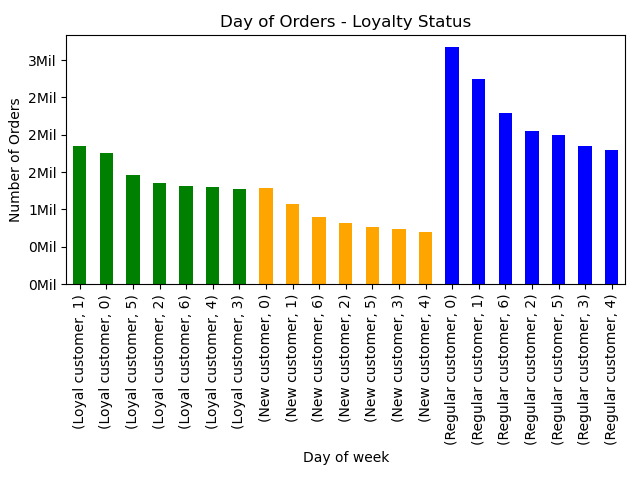 Day of Orders - Loyalty Status
Number of Orders
3Mil
2Mil
2Mil
2Mil
1Mil
0Mil
0Mil
(Loyal customer, 1)
(Loyal customer, 0)
(Loyal customer, 5)
(Loyal customer, 2)
(Loyal customer, 6)
(Loyal customer, 4)
(Loyal customer, 3)
(New customer, 0)
(New customer, 1)
(New customer, 6)
(New customer, 2)
(New customer, 5)
(New customer, 3)
(New customer, 4)
(Regular customer, 0)
(Regular customer, 1)
(Regular customer, 6)
(Regular customer, 2)
(Regular customer, 5)
(Regular customer, 3)
(Regular customer, 4)
Day of week